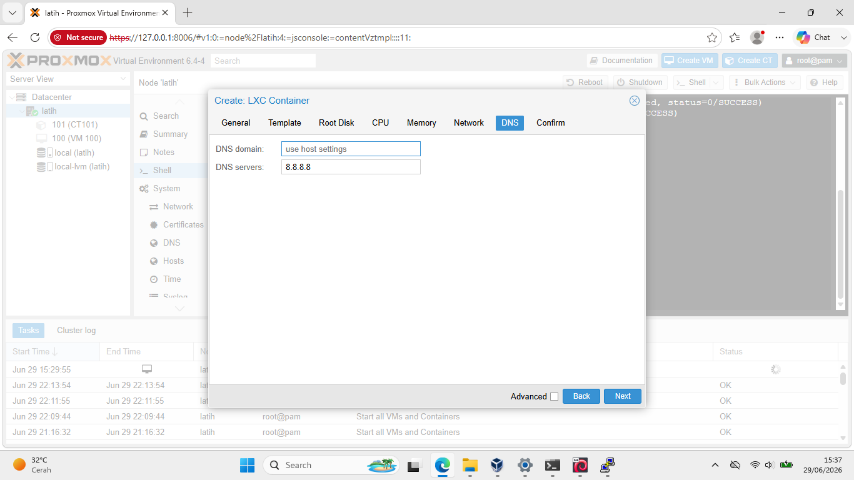 latih - Proxmox Virtual Environmen
Not secure https://127.0.0.1:8006/#v1:0:=node%2Flatih:4:=jsconsole:=contentVztmpl::::11: Chat
PROXMOX Virtual Environment 6.4-4 Search Documentation Create VM Create CT root@pam
Server View
Node 'latih' Reboot Shutdown Shell Bulk Actions Help
Datacenter
latih
101 (CT101)
100 (VM 100)
local (latih)
local-lvm (latih)
Search
Summary
Notes
Shell
System
Network
Certificates
DNS
Hosts
Time
System
ed, status=0/SUCCESS)
CESS)
Create: LXC Container
General Template Root Disk CPU Memory Network DNS Confirm
DNS domain: use host settings
DNS servers: 8.8.8.8
Advanced Back Next
Tasks Cluster log
Start Time End Time Status
Jun 29 15:29:55
Jun 29 22:13:54 Jun 29 22:13:54 OK
Jun 29 22:11:55 Jun 29 22:11:55 OK
Jun 29 22:09:44 Jun 29 22:09:44 latih root@pam Start all VMs and Containers OK
Jun 29 21:16:32 Jun 29 21:16:32 latih root@pam Start all VMs and Containers OK
32°C
Cerah
Search
15:37
29/06/2026